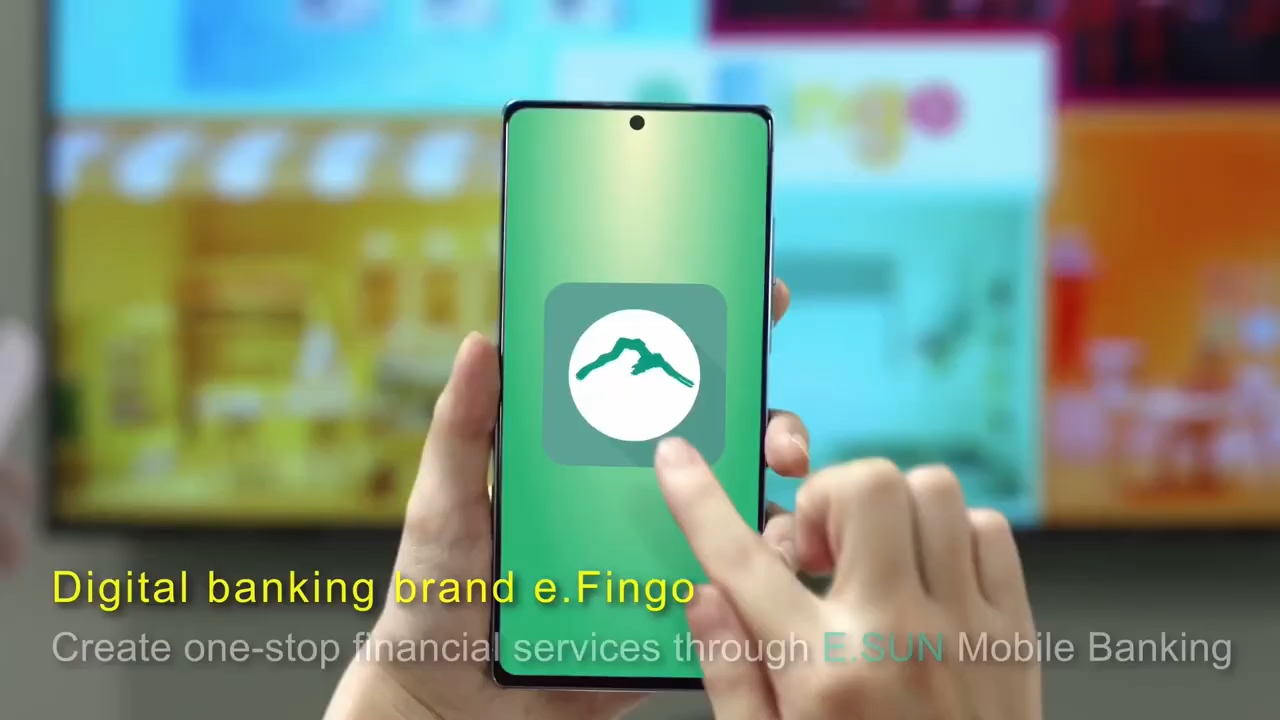 Digital banking brand e.Fingo
Create one-stop financial services through E.SUN Mobile Banking